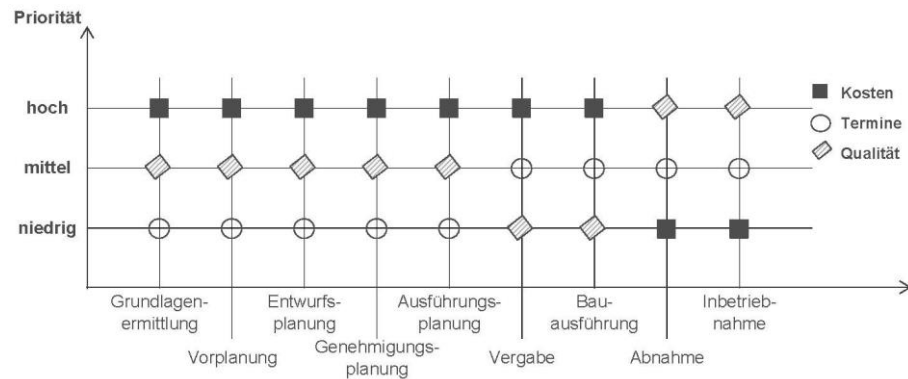 Priorität
hoch
mittel
niedrig
Kosten
Termine
Qualität
Grundlagen-
ermittlung
Vorplanung
Entwurfs-
planung
Genehmigungs-
planung
Ausführungs-
planung
Vergabe
Bau-
ausführung
Abnahme
Inbetrieb-
nahme